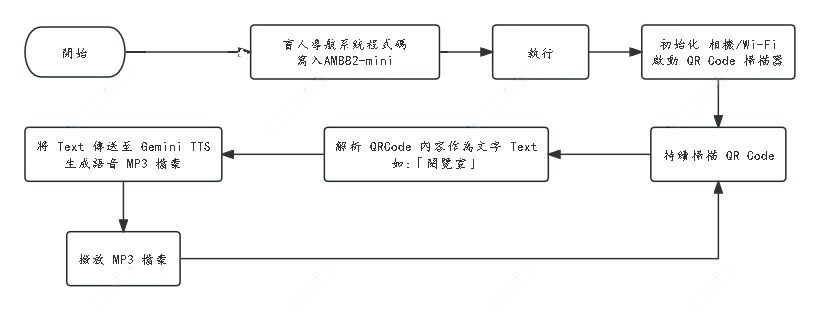 開始
盲人導航系統程式碼
寫入AMB82-mini
執行
初始化 相機/Wi-Fi
啟動 QR Code 掃描器
持續掃描 QR Code
解析 QRCode 內容作為文字 Text
如:「閱覽室」
將 Text 傳送至 Gemini TTS
生成語音 MP3 檔案
撥放 MP3 檔案